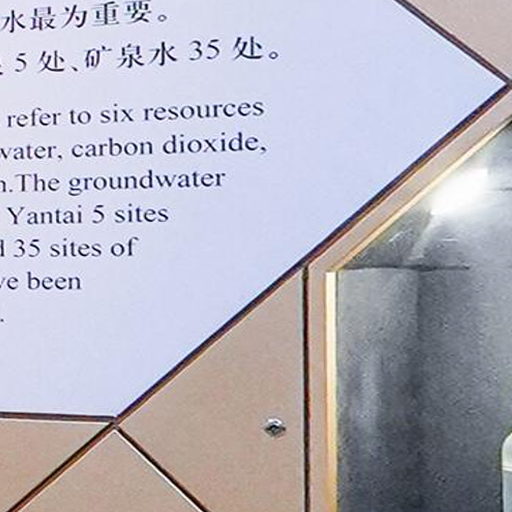 水最为重要。
5 处、矿泉水 35 处。
refer to six resources
water, carbon dioxide,
.The groundwater
Yantai 5 sites
35 sites of
been